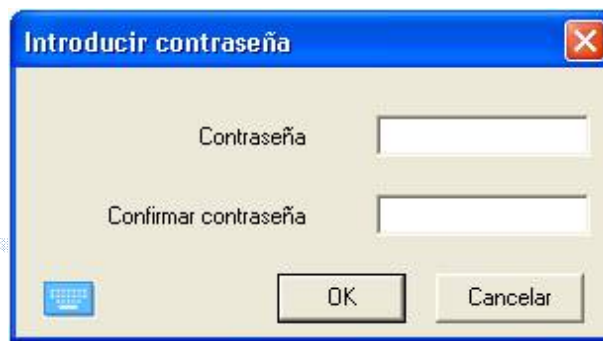 Introducir contraseña
Contraseña
Confirmar contraseña
OK
Cancelar